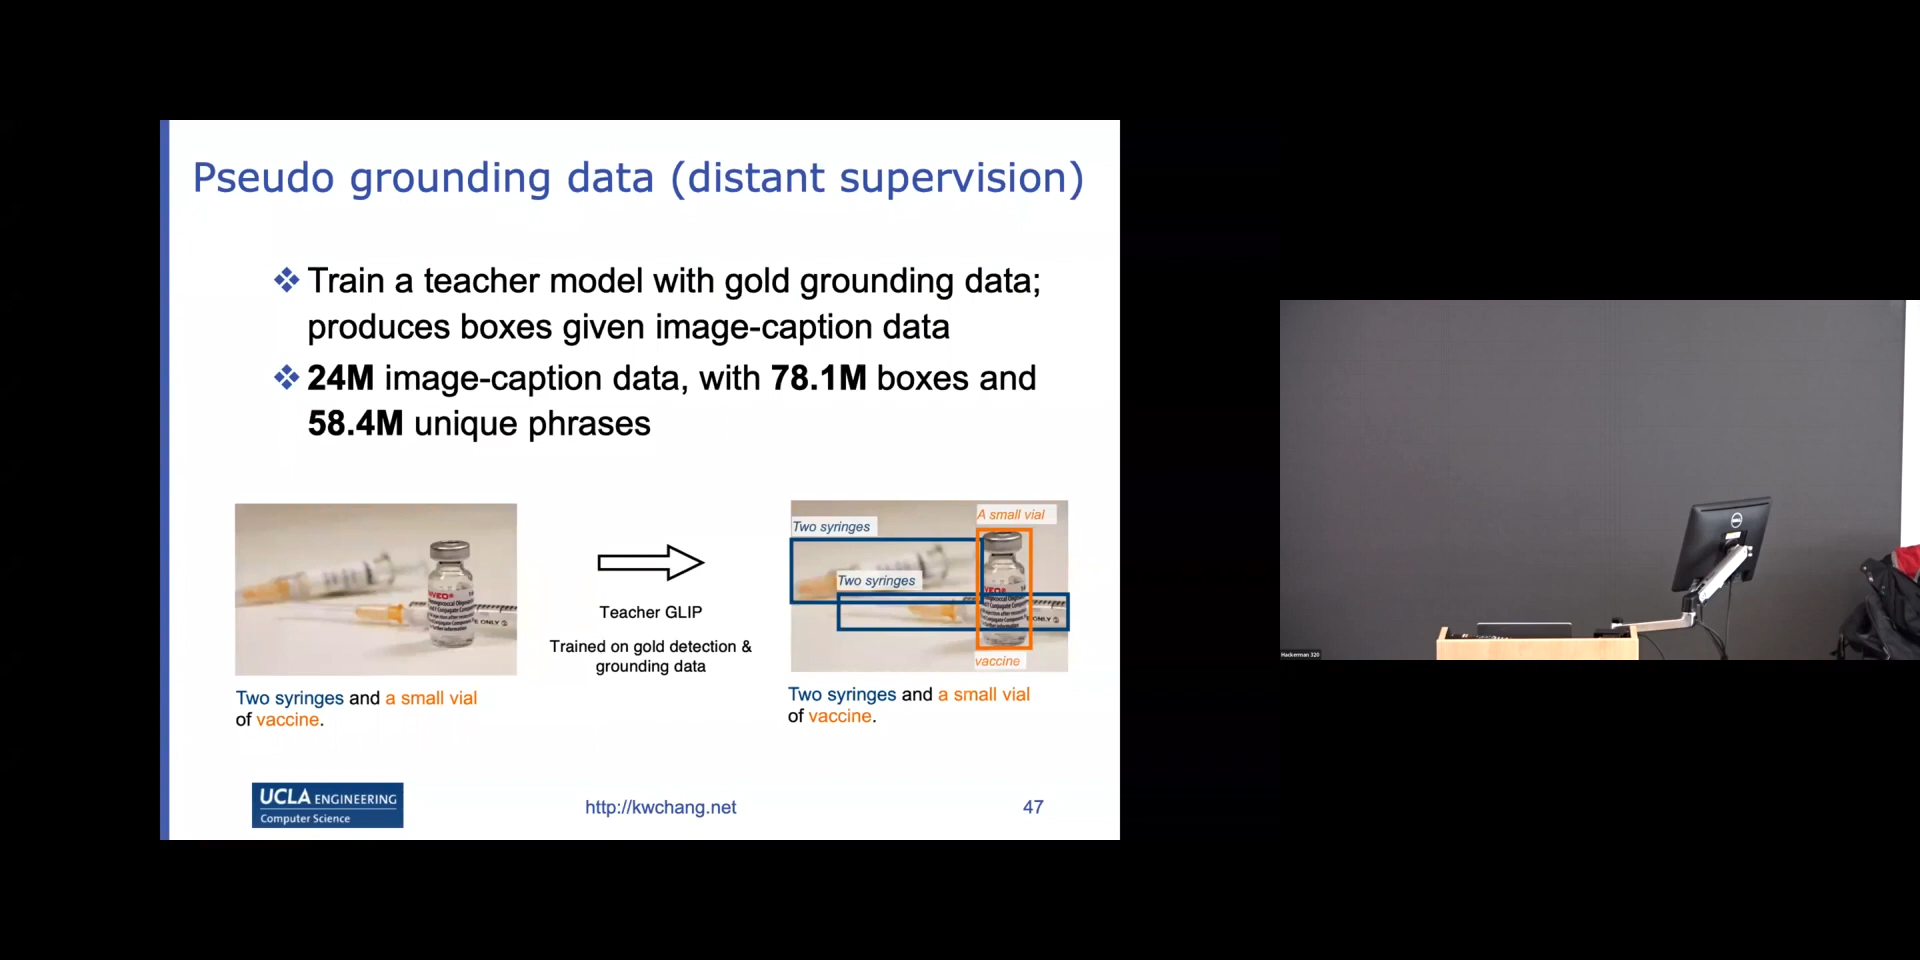 Pseudo grounding data (distant supervision)
Train a teacher model with gold grounding data;
produces boxes given image-caption data
24M image-caption data, with 78.1M boxes and
58.4M unique phrases
Two syringes and a small vial
of vaccine.
Teacher GLIP
Trained on gold detection &
grounding data
Two syringes
A small vial
Two syringes
vaccine
Two syringes and a small vial
of vaccine.
UCLA ENGINEERING
Computer Science
http://kwchang.net
47
Hackerman 320